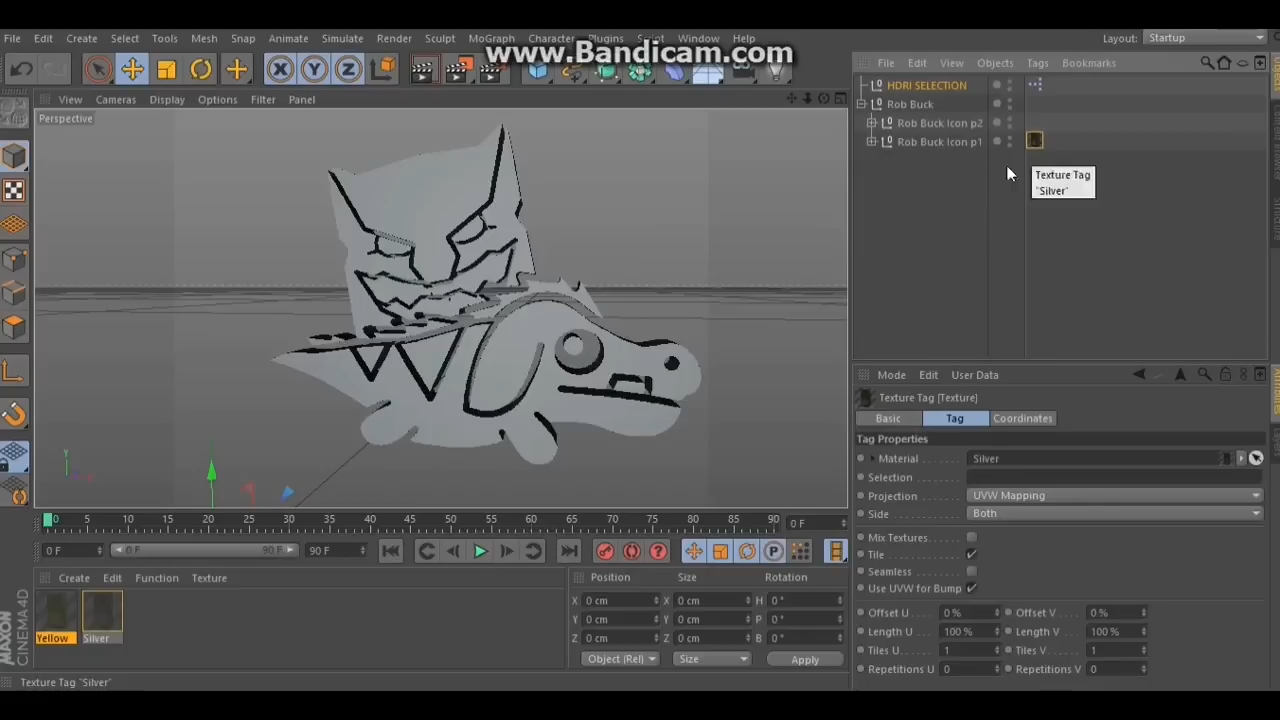 www.Bandicam.com
File Edit Create Select Tools Mesh Snap Animate Simulate Render Sculpt MoGraph Character Plugins Script Window Help
Layout: Startup
View Cameras Display Options Filter Panel
Perspective
File Edit View Objects Tags Bookmarks
HDRI SELECTION
Rob Buck
Rob Buck Icon p2
Rob Buck Icon p1
Texture Tag
"Silver"
Mode Edit User Data
Texture Tag [Texture]
Basic Tag Coordinates
Tag Properties
Material Silver
Selection
Projection UVW Mapping
Side Both
Mix Textures
Tile
Seamless
Use UVW for Bump
Offset U 0 % Offset V 0 %
Length U 100 % Length V 100 %
Tiles U 1 Tiles V 1
Repetitions U 0 Repetitions V 0
0 5 10 15 20 25 30 35 40 45 50 55 60 65 70 75 80 85 90 0 F
0 F 0 F 90 F 90 F
Create Edit Function Texture
Yellow Silver
Position Size Rotation
X 0 cm X 0 cm H 0 °
Y 0 cm Y 0 cm P 0 °
Z 0 cm Z 0 cm B 0 °
Object (Rel) Size Apply
MAXON
CINEMA4D
Texture Tag "Silver"